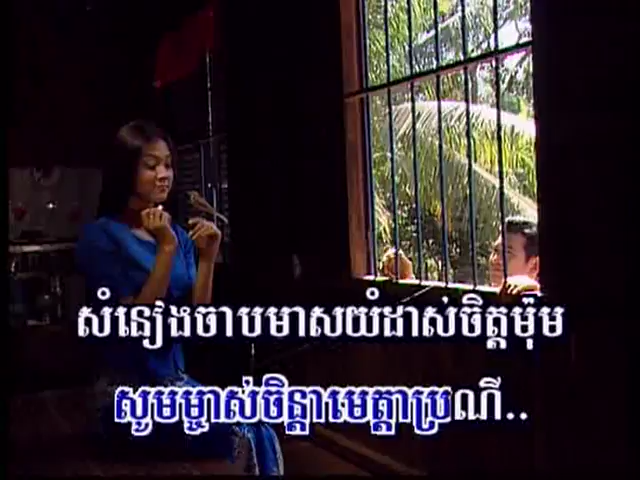 សំនៀងចាបមាសយំដាស់ចិត្តម៉ុម
សូមម្ចាស់ចិន្តាមេត្តាប្រណី..